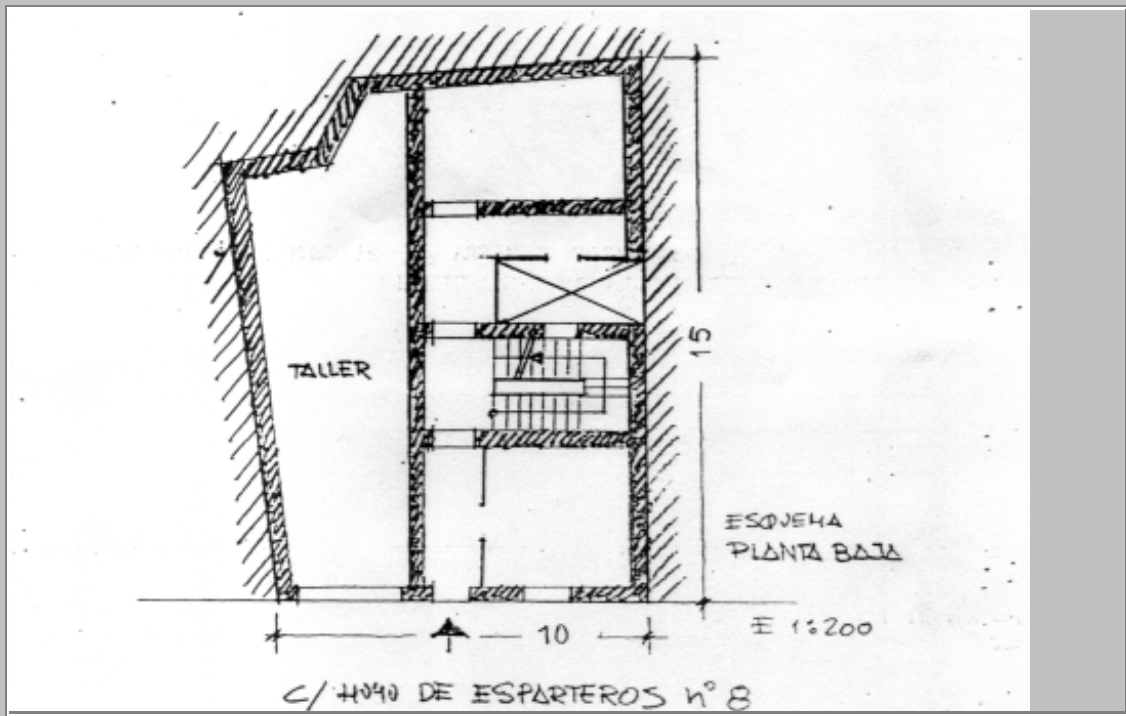 TALLER
15
ESQUEMA
PLANTA BAJA
E 1:200
10
C/ HOYO DE ESPARTEROS nº 8